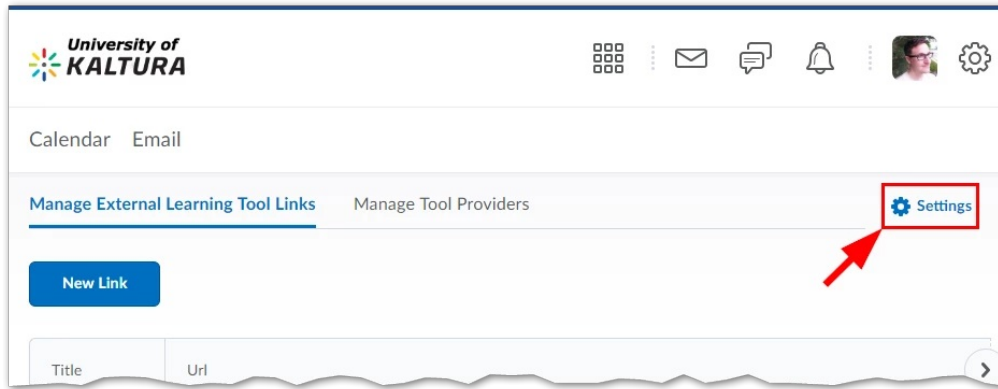 University of
KALTURA
Calendar Email
Manage External Learning Tool Links Manage Tool Providers Settings
New Link
Title Url